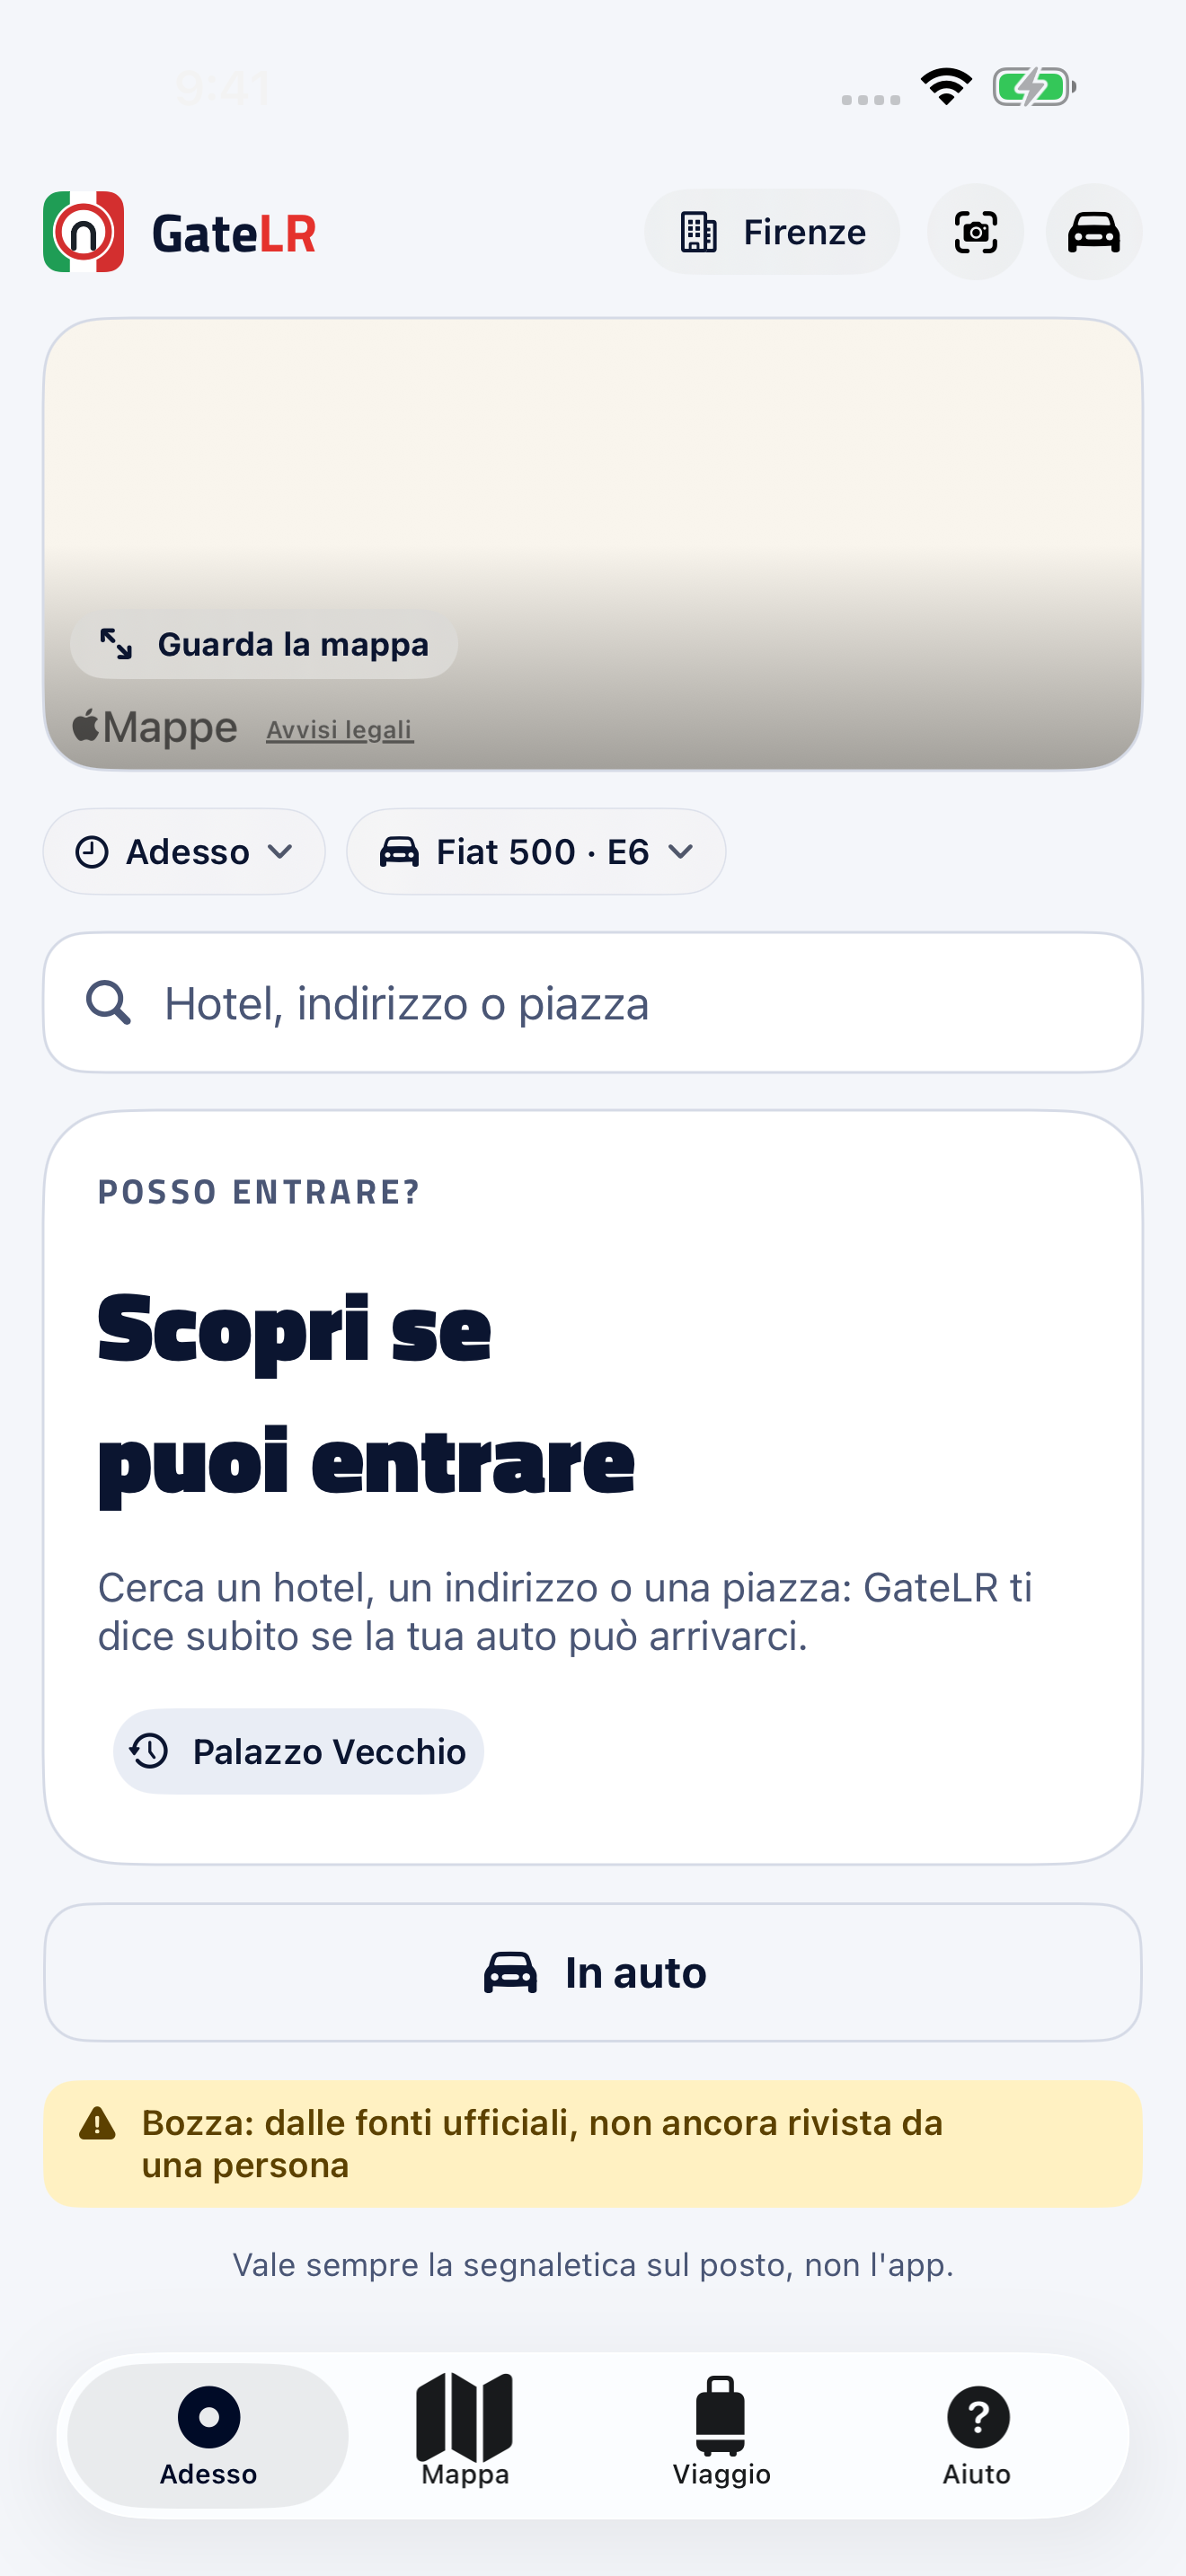 9:41
GateLR
Firenze
Guarda la mappa
Mappe
Avvisi legali
Adesso
Fiat 500 · E6
Hotel, indirizzo o piazza
POSSO ENTRARE?
Scopri se
puoi entrare
Cerca un hotel, un indirizzo o una piazza: GateLR ti
dice subito se la tua auto può arrivarci.
Palazzo Vecchio
In auto
Bozza: dalle fonti ufficiali, non ancora rivista da
una persona
Vale sempre la segnaletica sul posto, non l'app.
Adesso
Mappa
Viaggio
Aiuto